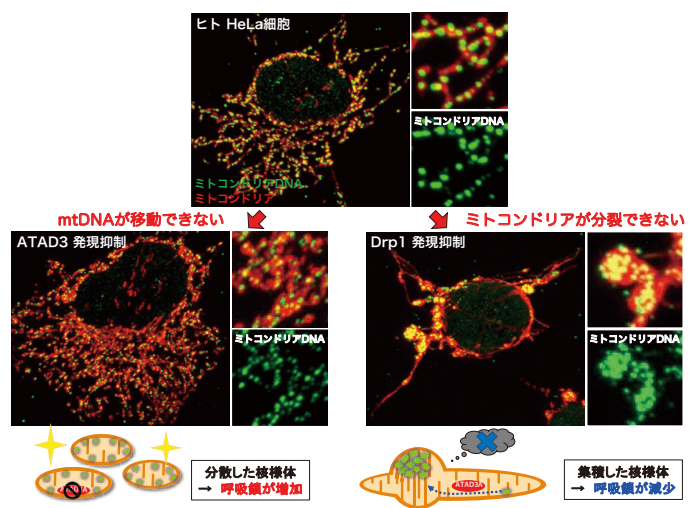 ヒト HeLa細胞
ミトコンドリアDNA
ミトコンドリアDNA
ミトコンドリア
mtDNAが移動できない
ミトコンドリアが分裂できない
ATAD3 発現抑制
ミトコンドリアDNA
Drp1 発現抑制
ミトコンドリアDNA
分散した核様体
→ 呼吸鎖が増加
ATAD3A
集積した核様体
→ 呼吸鎖が減少